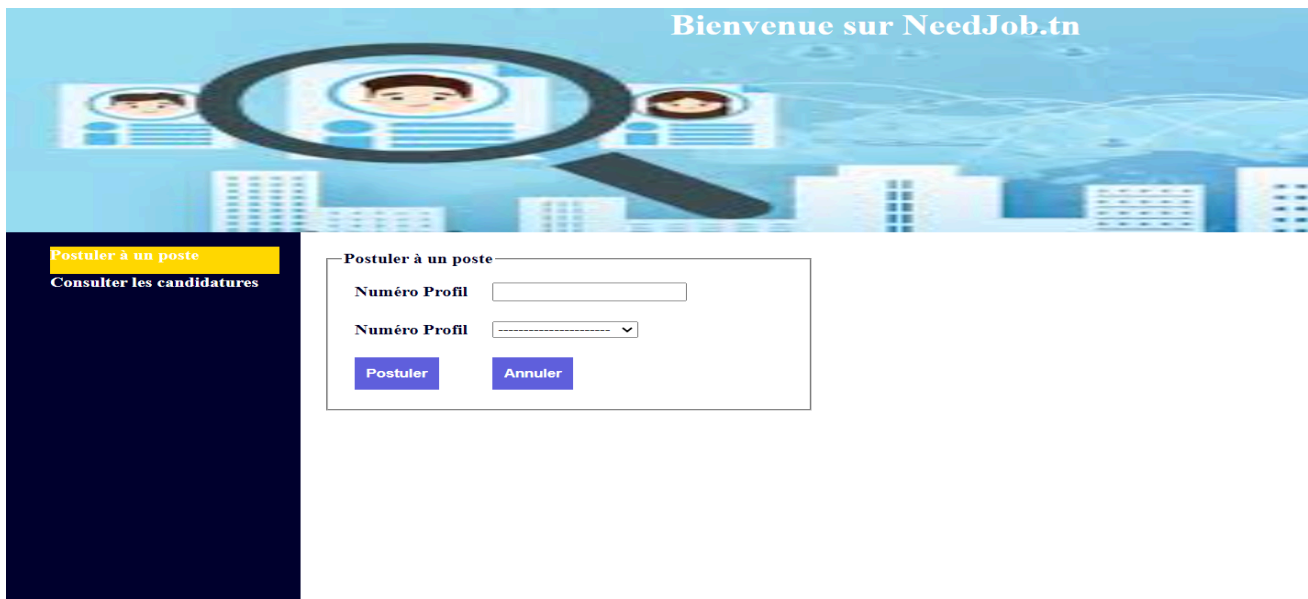 Bienvenue sur NeedJob.tn
Postuler à un poste
Consulter les candidatures
Postuler à un poste
Numéro Profil
Numéro Profil ----------------------
Postuler Annuler